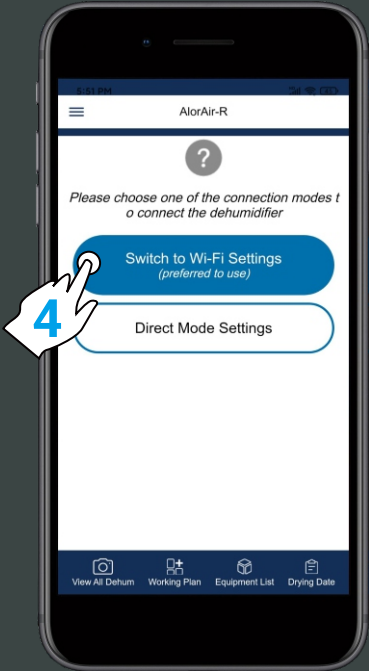 5:51 PM
AlorAir-R
?
Please choose one of the connection modes t
o connect the dehumidifier
Switch to Wi-Fi Settings
(preferred to use)
4
Direct Mode Settings
View All Dehum Working Plan Equipment List Drying Date